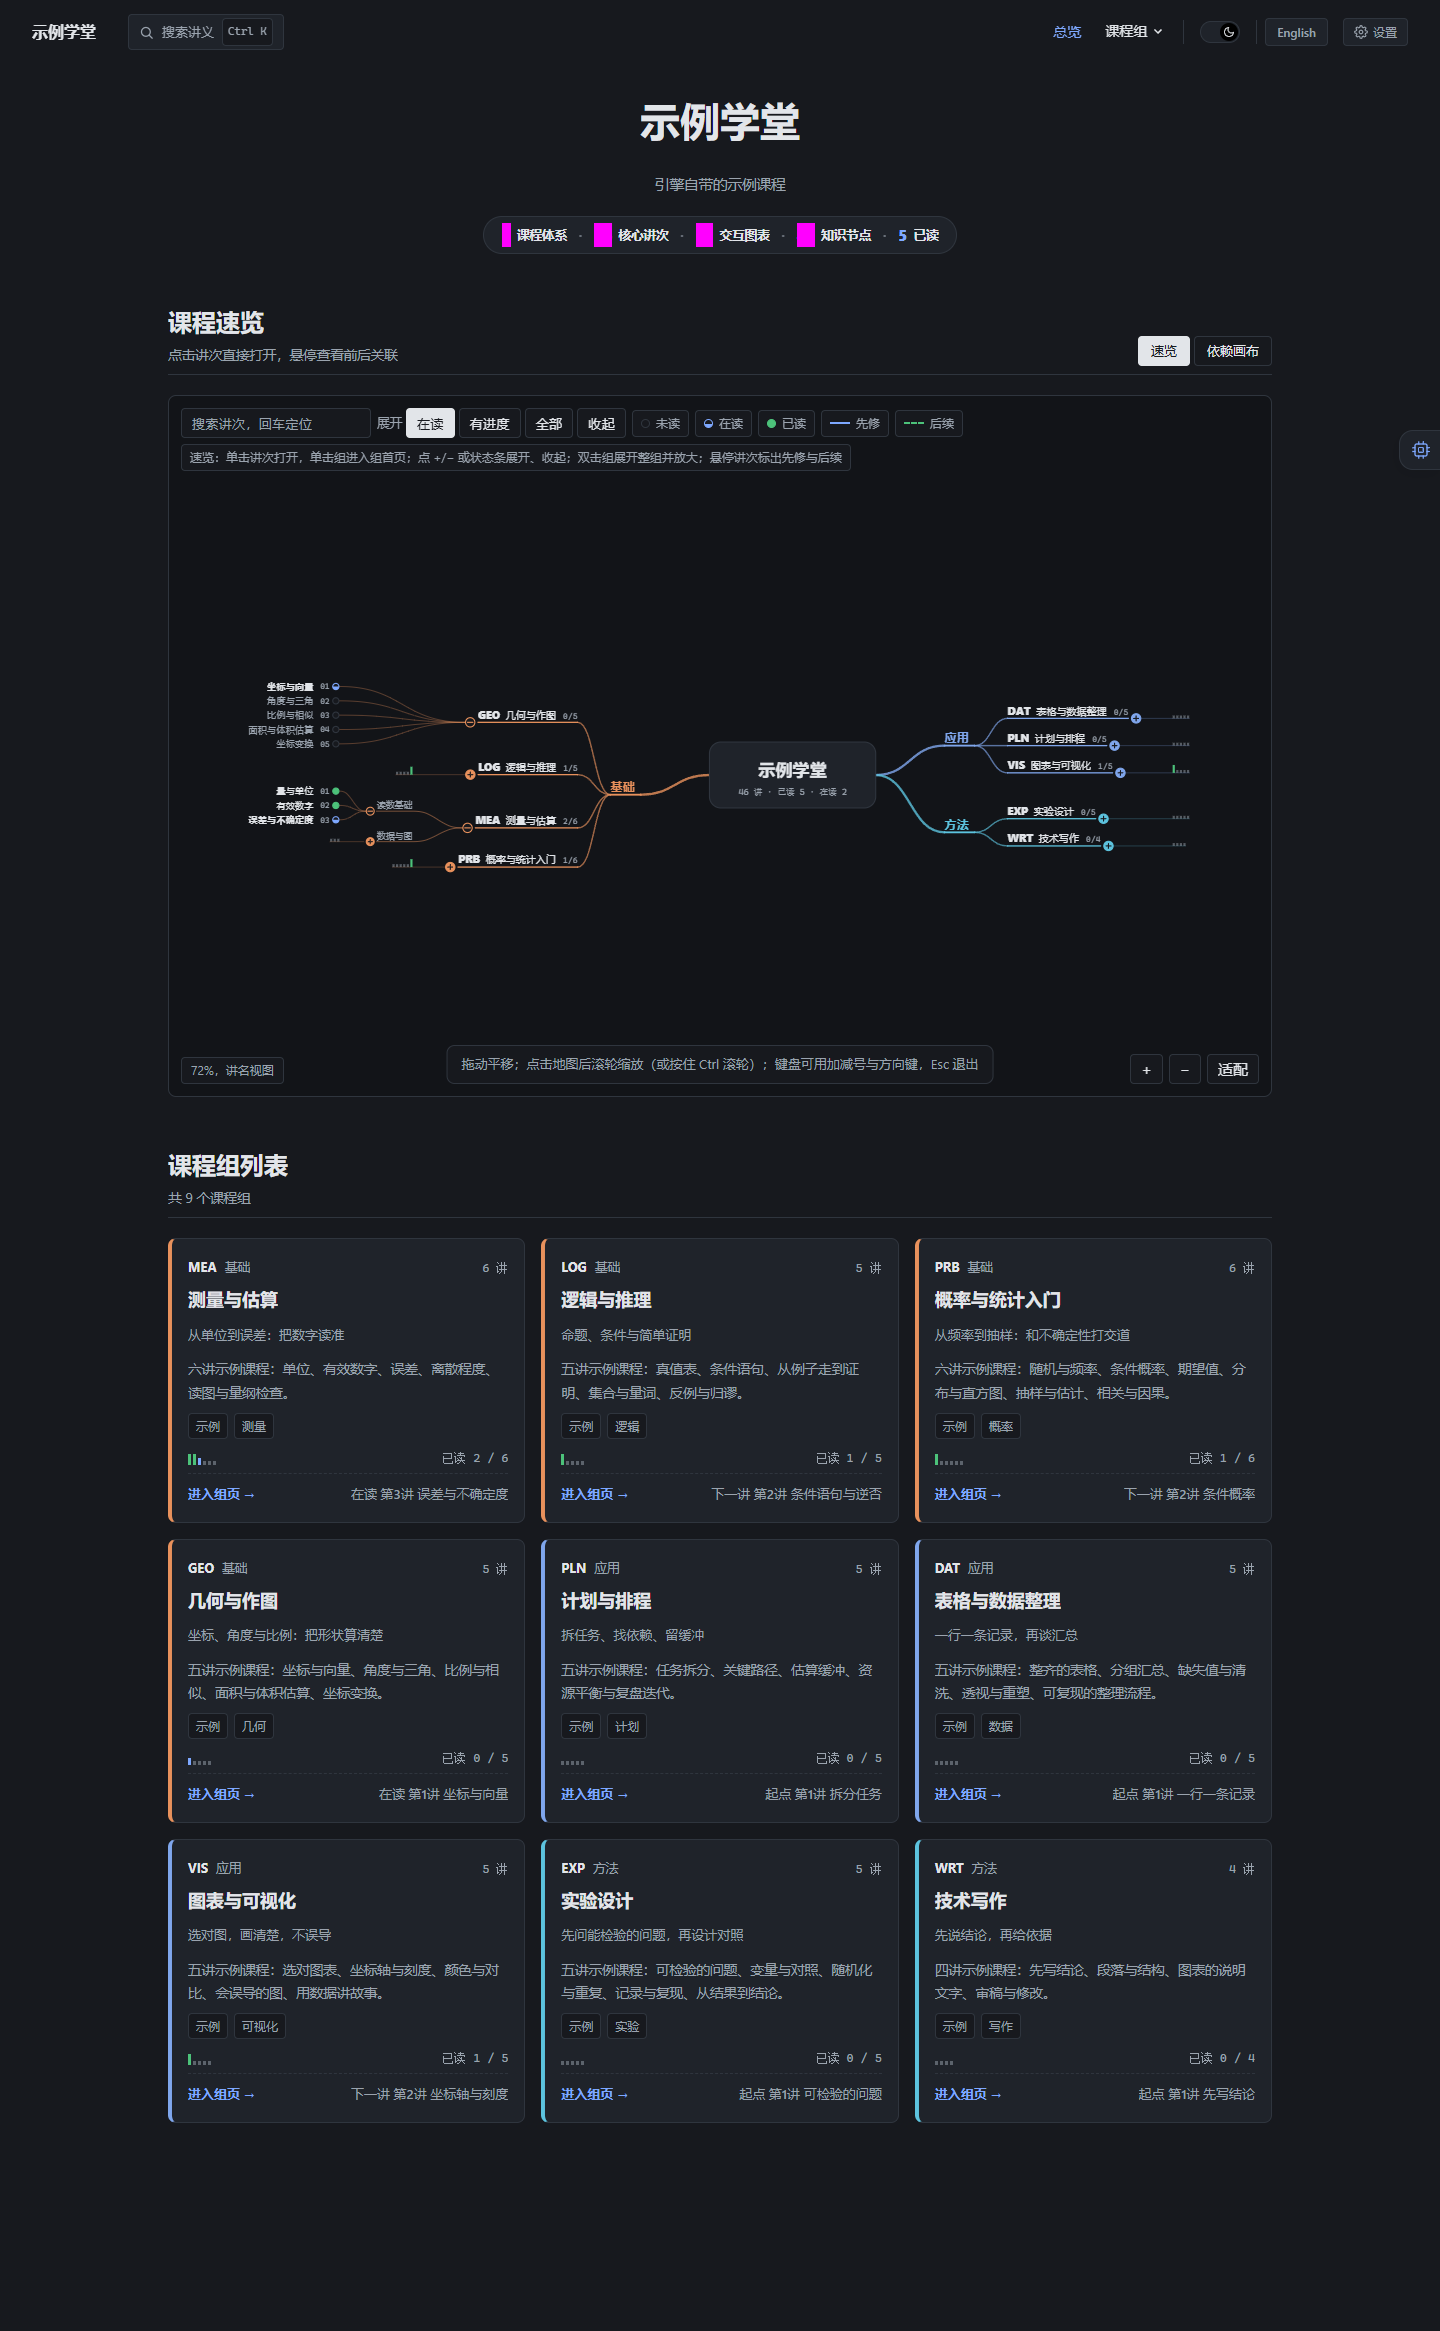 示例学堂
搜索讲义 Ctrl K
总览 课程组 English 设置
示例学堂
引擎自带的示例课程
课程体系 · 核心讲次 · 交互图表 · 知识节点 · 5 已读
课程速览
点击讲次直接打开，悬停查看前后关联
速览 依赖画布
搜索讲次，回车定位 展开 在读 有进度 全部 收起 未读 在读 已读 先修 后续
速览：单击讲次打开，单击组进入组首页；点 +/− 或状态条展开、收起；双击组展开整组并放大；悬停讲次标出先修与后续
坐标与向量 01
角度与三角 02
比例与相似 03
面积与体积估算 04
坐标变换 05
GEO 几何与作图 0/5
LOG 逻辑与推理 1/5
量与单位 01
有效数字 02
误差与不确定度 03
读数基础
数据与图
MEA 测量与估算 2/6
PRB 概率与统计入门 1/6
基础
示例学堂
46 讲 · 已读 5 · 在读 2
应用
DAT 表格与数据整理 0/5
PLN 计划与排程 0/5
VIS 图表与可视化 1/5
方法
EXP 实验设计 0/5
WRT 技术写作 0/4
72%，讲名视图
拖动平移；点击地图后滚轮缩放（或按住 Ctrl 滚轮）；键盘可用加减号与方向键，Esc 退出
+ − 适配
课程组列表
共 9 个课程组
MEA 基础 6 讲
测量与估算
从单位到误差：把数字读准
六讲示例课程：单位、有效数字、误差、离散程度、
读图与量纲检查。
示例 测量
已读 2 / 6
进入组页 → 在读 第3讲 误差与不确定度
LOG 基础 5 讲
逻辑与推理
命题、条件与简单证明
五讲示例课程：真值表、条件语句、从例子走到证
明、集合与量词、反例与归谬。
示例 逻辑
已读 1 / 5
进入组页 → 下一讲 第2讲 条件语句与逆否
PRB 基础 6 讲
概率与统计入门
从频率到抽样：和不确定性打交道
六讲示例课程：随机与频率、条件概率、期望值、分
布与直方图、抽样与估计、相关与因果。
示例 概率
已读 1 / 6
进入组页 → 下一讲 第2讲 条件概率
GEO 基础 5 讲
几何与作图
坐标、角度与比例：把形状算清楚
五讲示例课程：坐标与向量、角度与三角、比例与相
似、面积与体积估算、坐标变换。
示例 几何
已读 0 / 5
进入组页 → 在读 第1讲 坐标与向量
PLN 应用 5 讲
计划与排程
拆任务、找依赖、留缓冲
五讲示例课程：任务拆分、关键路径、估算缓冲、资
源平衡与复盘迭代。
示例 计划
已读 0 / 5
进入组页 → 起点 第1讲 拆分任务
DAT 应用 5 讲
表格与数据整理
一行一条记录，再谈汇总
五讲示例课程：整齐的表格、分组汇总、缺失值与清
洗、透视与重塑、可复现的整理流程。
示例 数据
已读 0 / 5
进入组页 → 起点 第1讲 一行一条记录
VIS 应用 5 讲
图表与可视化
选对图，画清楚，不误导
五讲示例课程：选对图表、坐标轴与刻度、颜色与对
比、会误导的图、用数据讲故事。
示例 可视化
已读 1 / 5
进入组页 → 下一讲 第2讲 坐标轴与刻度
EXP 方法 5 讲
实验设计
先问能检验的问题，再设计对照
五讲示例课程：可检验的问题、变量与对照、随机化
与重复、记录与复现、从结果到结论。
示例 实验
已读 0 / 5
进入组页 → 起点 第1讲 可检验的问题
WRT 方法 4 讲
技术写作
先说结论，再给依据
四讲示例课程：先写结论、段落与结构、图表的说明
文字、审稿与修改。
示例 写作
已读 0 / 4
进入组页 → 起点 第1讲 先写结论